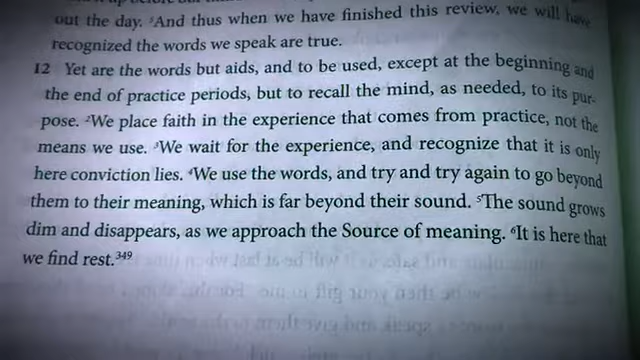 out the day. ⁵And thus when we have finished this review, we will have
recognized the words we speak are true.
12 Yet are the words but aids, and to be used, except at the beginning and
the end of practice periods, but to recall the mind, as needed, to its pur-
pose. ²We place faith in the experience that comes from practice, not the
means we use. ³We wait for the experience, and recognize that it is only
here conviction lies. ⁴We use the words, and try and try again to go beyond
them to their meaning, which is far beyond their sound. ⁵The sound grows
dim and disappears, as we approach the Source of meaning. ⁶It is here that
we find rest.³⁴⁹